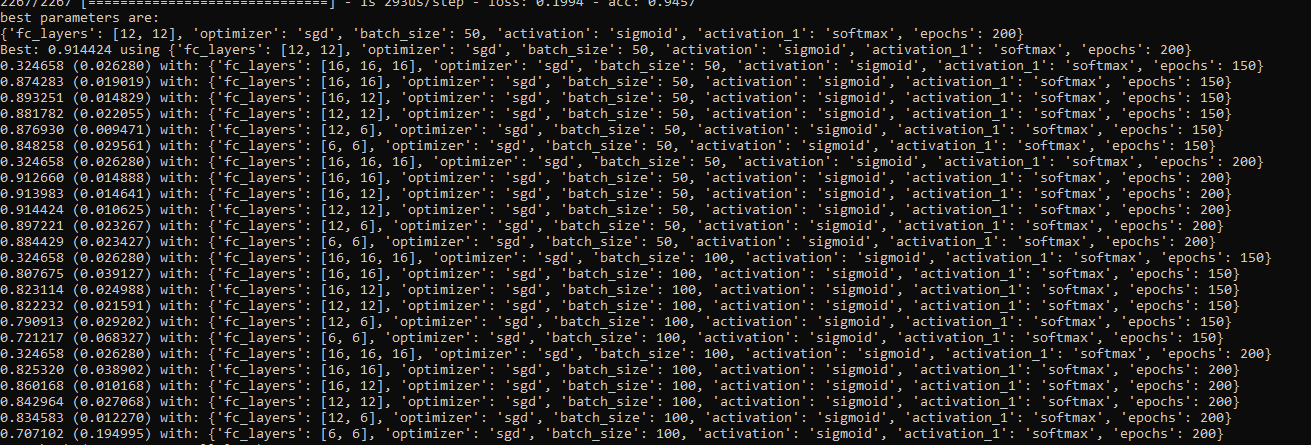 2267/2267 [==============================] - 1s 293us/step - loss: 0.1994 - acc: 0.9457
best parameters are:
{'fc_layers': [12, 12], 'optimizer': 'sgd', 'batch_size': 50, 'activation': 'sigmoid', 'activation_1': 'softmax', 'epochs': 200}
Best: 0.914424 using {'fc_layers': [12, 12], 'optimizer': 'sgd', 'batch_size': 50, 'activation': 'sigmoid', 'activation_1': 'softmax', 'epochs': 200}
0.324658 (0.026280) with: {'fc_layers': [16, 16, 16], 'optimizer': 'sgd', 'batch_size': 50, 'activation': 'sigmoid', 'activation_1': 'softmax', 'epochs': 150}
0.874283 (0.019019) with: {'fc_layers': [16, 16], 'optimizer': 'sgd', 'batch_size': 50, 'activation': 'sigmoid', 'activation_1': 'softmax', 'epochs': 150}
0.893251 (0.014829) with: {'fc_layers': [16, 12], 'optimizer': 'sgd', 'batch_size': 50, 'activation': 'sigmoid', 'activation_1': 'softmax', 'epochs': 150}
0.881782 (0.022055) with: {'fc_layers': [12, 12], 'optimizer': 'sgd', 'batch_size': 50, 'activation': 'sigmoid', 'activation_1': 'softmax', 'epochs': 150}
0.876930 (0.009471) with: {'fc_layers': [12, 6], 'optimizer': 'sgd', 'batch_size': 50, 'activation': 'sigmoid', 'activation_1': 'softmax', 'epochs': 150}
0.848258 (0.029561) with: {'fc_layers': [6, 6], 'optimizer': 'sgd', 'batch_size': 50, 'activation': 'sigmoid', 'activation_1': 'softmax', 'epochs': 150}
0.324658 (0.026280) with: {'fc_layers': [16, 16, 16], 'optimizer': 'sgd', 'batch_size': 50, 'activation': 'sigmoid', 'activation_1': 'softmax', 'epochs': 200}
0.912660 (0.014888) with: {'fc_layers': [16, 16], 'optimizer': 'sgd', 'batch_size': 50, 'activation': 'sigmoid', 'activation_1': 'softmax', 'epochs': 200}
0.913983 (0.014641) with: {'fc_layers': [16, 12], 'optimizer': 'sgd', 'batch_size': 50, 'activation': 'sigmoid', 'activation_1': 'softmax', 'epochs': 200}
0.914424 (0.010625) with: {'fc_layers': [12, 12], 'optimizer': 'sgd', 'batch_size': 50, 'activation': 'sigmoid', 'activation_1': 'softmax', 'epochs': 200}
0.897221 (0.023267) with: {'fc_layers': [12, 6], 'optimizer': 'sgd', 'batch_size': 50, 'activation': 'sigmoid', 'activation_1': 'softmax', 'epochs': 200}
0.884429 (0.023427) with: {'fc_layers': [6, 6], 'optimizer': 'sgd', 'batch_size': 50, 'activation': 'sigmoid', 'activation_1': 'softmax', 'epochs': 200}
0.324658 (0.026280) with: {'fc_layers': [16, 16, 16], 'optimizer': 'sgd', 'batch_size': 100, 'activation': 'sigmoid', 'activation_1': 'softmax', 'epochs': 150}
0.807675 (0.039127) with: {'fc_layers': [16, 16], 'optimizer': 'sgd', 'batch_size': 100, 'activation': 'sigmoid', 'activation_1': 'softmax', 'epochs': 150}
0.823114 (0.024988) with: {'fc_layers': [16, 12], 'optimizer': 'sgd', 'batch_size': 100, 'activation': 'sigmoid', 'activation_1': 'softmax', 'epochs': 150}
0.822232 (0.021591) with: {'fc_layers': [12, 12], 'optimizer': 'sgd', 'batch_size': 100, 'activation': 'sigmoid', 'activation_1': 'softmax', 'epochs': 150}
0.790913 (0.029202) with: {'fc_layers': [12, 6], 'optimizer': 'sgd', 'batch_size': 100, 'activation': 'sigmoid', 'activation_1': 'softmax', 'epochs': 150}
0.721217 (0.068327) with: {'fc_layers': [6, 6], 'optimizer': 'sgd', 'batch_size': 100, 'activation': 'sigmoid', 'activation_1': 'softmax', 'epochs': 150}
0.324658 (0.026280) with: {'fc_layers': [16, 16, 16], 'optimizer': 'sgd', 'batch_size': 100, 'activation': 'sigmoid', 'activation_1': 'softmax', 'epochs': 200}
0.825320 (0.038902) with: {'fc_layers': [16, 16], 'optimizer': 'sgd', 'batch_size': 100, 'activation': 'sigmoid', 'activation_1': 'softmax', 'epochs': 200}
0.860168 (0.010168) with: {'fc_layers': [16, 12], 'optimizer': 'sgd', 'batch_size': 100, 'activation': 'sigmoid', 'activation_1': 'softmax', 'epochs': 200}
0.842964 (0.027068) with: {'fc_layers': [12, 12], 'optimizer': 'sgd', 'batch_size': 100, 'activation': 'sigmoid', 'activation_1': 'softmax', 'epochs': 200}
0.834583 (0.012270) with: {'fc_layers': [12, 6], 'optimizer': 'sgd', 'batch_size': 100, 'activation': 'sigmoid', 'activation_1': 'softmax', 'epochs': 200}
0.707102 (0.194995) with: {'fc_layers': [6, 6], 'optimizer': 'sgd', 'batch_size': 100, 'activation': 'sigmoid', 'activation_1': 'softmax', 'epochs': 200}